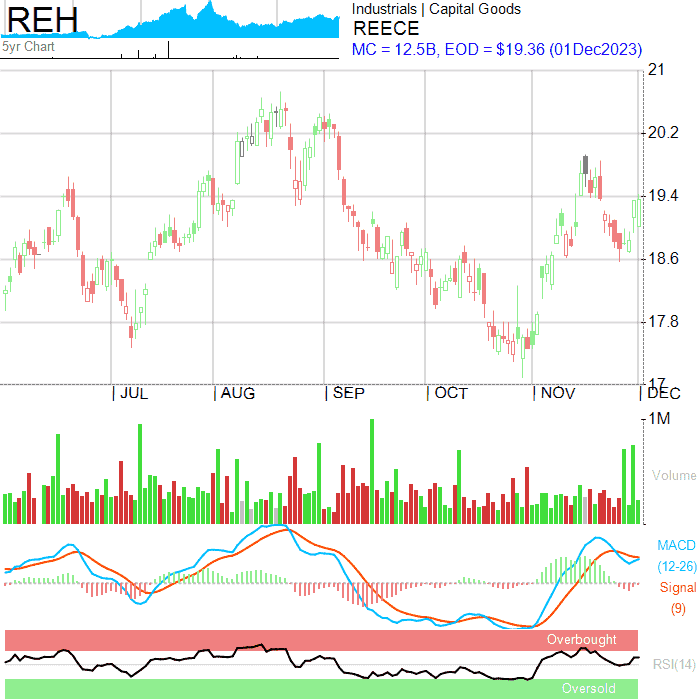 REH
5yr Chart
Industrials | Capital Goods
REECE
MC = 12.5B, EOD = $19.36 (01Dec2023)
21
20.2
19.4
18.6
17.8
17
| JUL | AUG | SEP | OCT | NOV | DEC
1M
Volume
MACD
(12-26)
Signal
(9)
Overbought
RSI(14)
Oversold